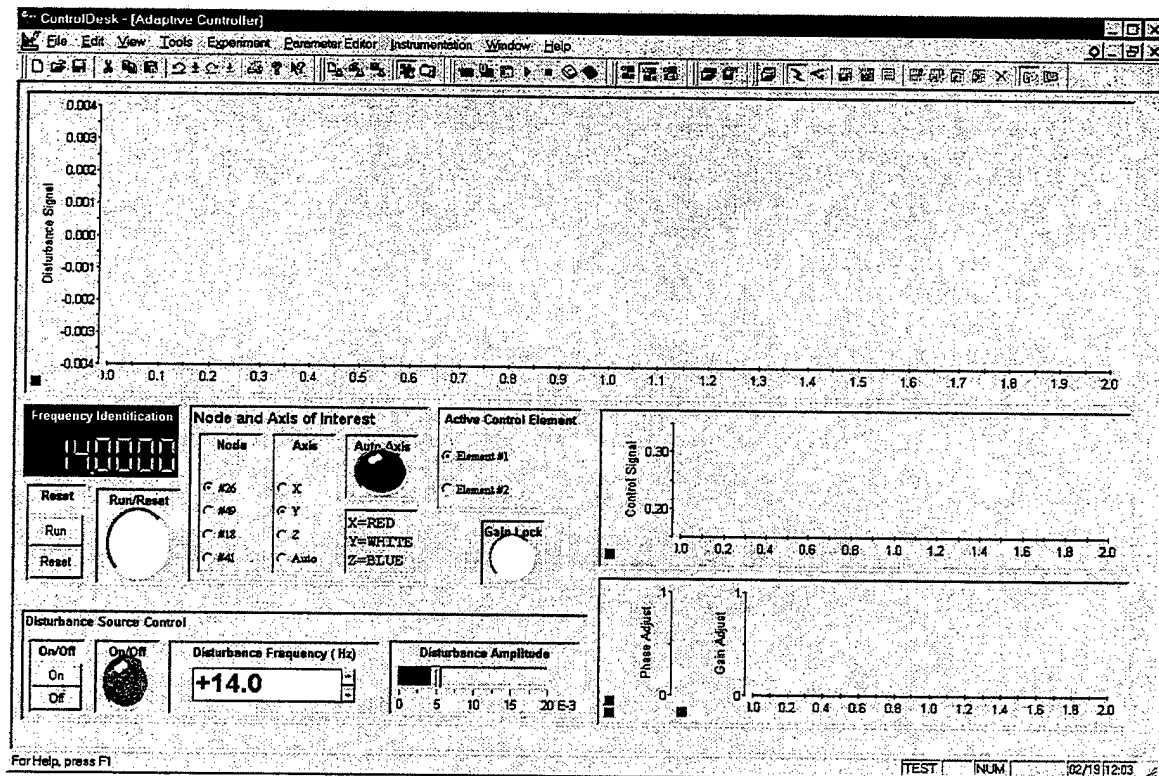 ControlDesk - [Adaptive Controller]
File Edit View Tools Experiment Parameter Editor Instrumentation Window Help
Disturbance Signal
0.004
0.003
0.002
0.001
0.000
-0.001
-0.002
-0.003
-0.004
0.0 0.1 0.2 0.3 0.4 0.5 0.6 0.7 0.8 0.9 1.0 1.1 1.2 1.3 1.4 1.5 1.6 1.7 1.8 1.9 2.0
Frequency Identification
14.0000
Reset
Run
Reset
Run/Reset
Node and Axis of Interest
Node
#26
#49
#12
#41
Axis
X
Y
Z
Auto
Auto Axis
X=RED
Y=WHITE
Z=BLUE
Active Control Element
Element #1
Element #2
Gain Lock
Control Signal
0.30
0.20
.0 0.2 0.4 0.6 0.8 1.0 1.2 1.4 1.6 1.8 2.0
Disturbance Source Control
On/Off
On
Off
On/Off
Disturbance Frequency ( Hz)
+14.0
Disturbance Amplitude
0 5 10 15 20 E-3
Phase Adjust
1
0
Gain Adjust
1
0
0.0 0.2 0.4 0.6 0.8 1.0 1.2 1.4 1.6 1.8 2.0
For Help, press F1
TEST NUM 02/19 12:03